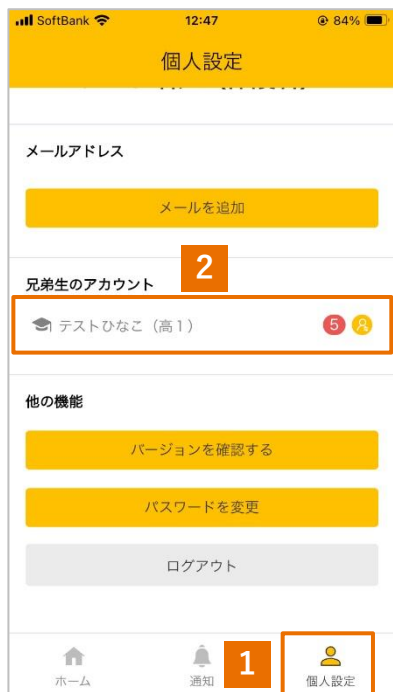 SoftBank 12:47 84%
個人設定
メールアドレス
メールを追加
2
兄弟生のアカウント
テストひなこ（高１） 5
他の機能
バージョンを確認する
パスワードを変更
ログアウト
1
ホーム 通知 個人設定